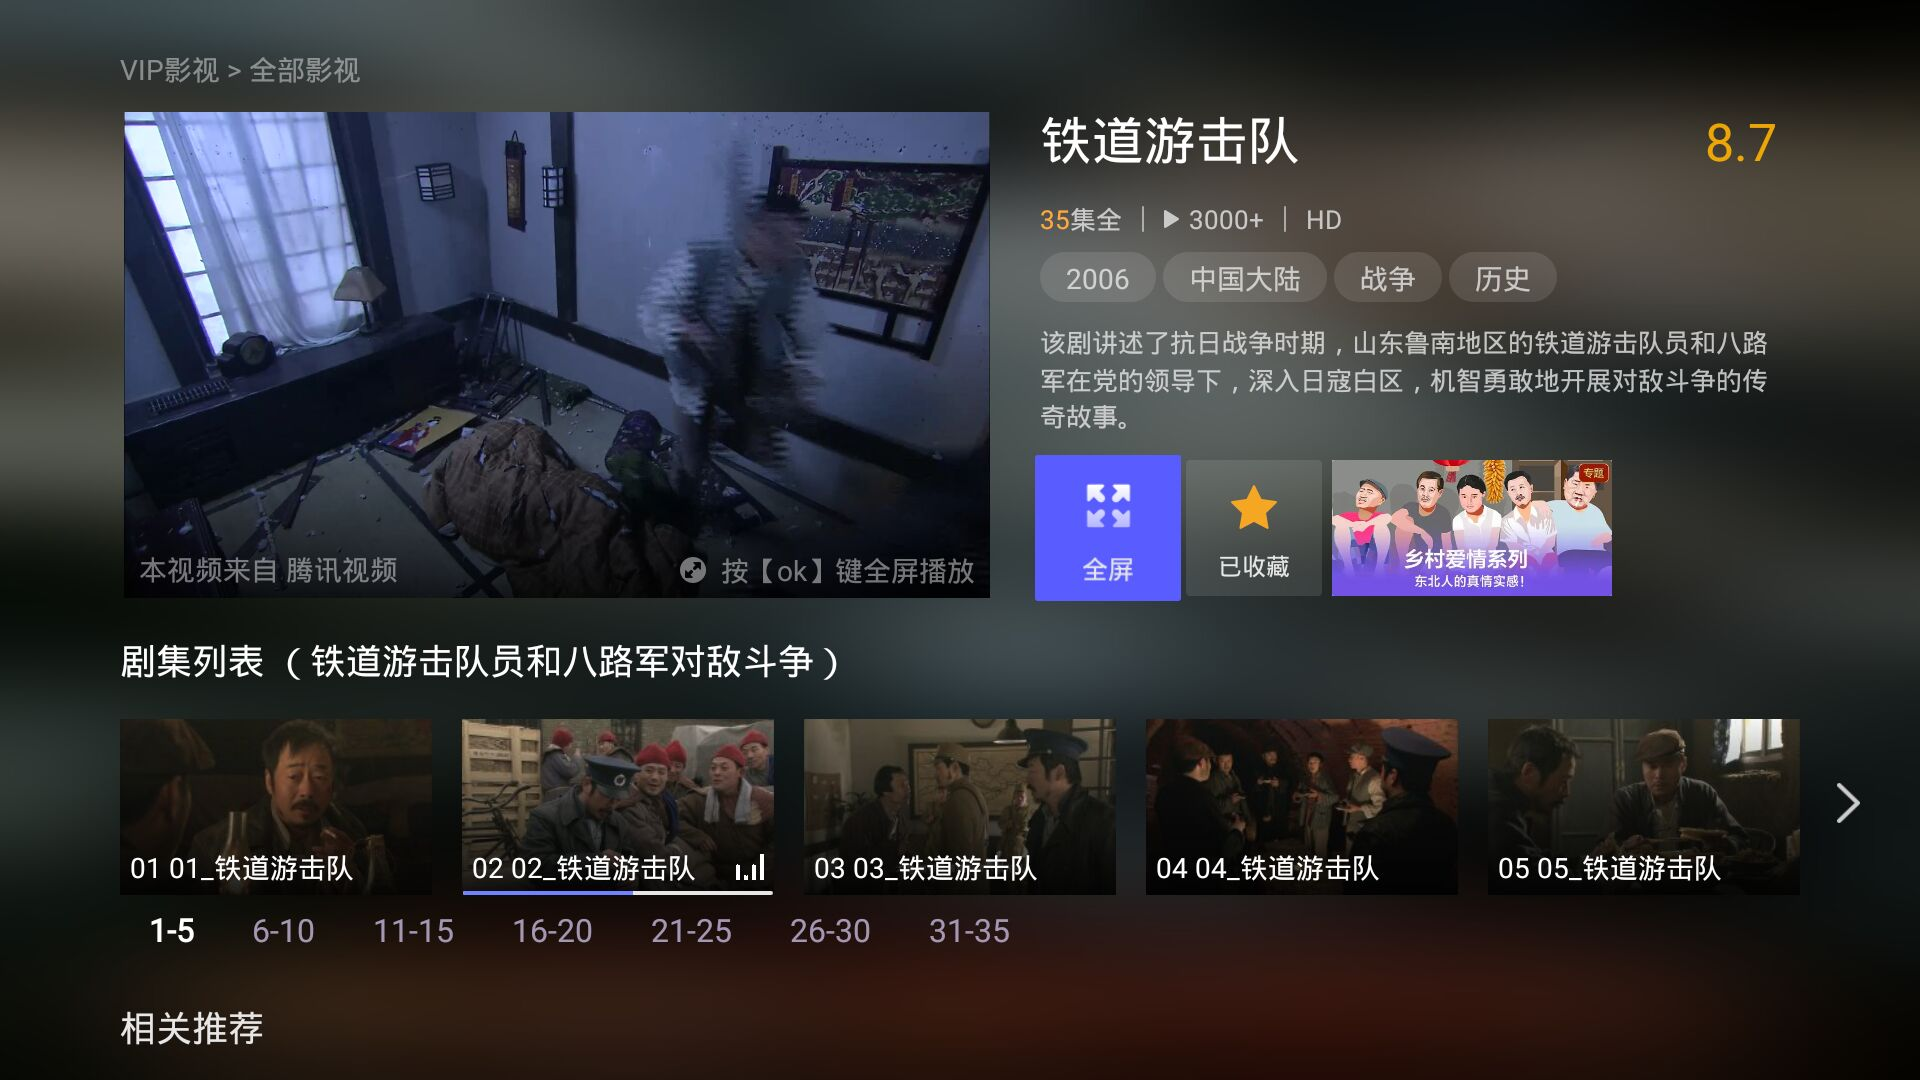 VIP影视 > 全部影视
铁道游击队
8.7
35集全 | ▶ 3000+ | HD
2006 中国大陆 战争 历史
该剧讲述了抗日战争时期，山东鲁南地区的铁道游击队员和八路
军在党的领导下，深入日寇白区，机智勇敢地开展对敌斗争的传
奇故事。
本视频来自 腾讯视频
按【ok】键全屏播放
全屏
已收藏
专题
乡村爱情系列
东北人的真情实感！
剧集列表 （铁道游击队员和八路军对敌斗争）
01 01_铁道游击队
02 02_铁道游击队
03 03_铁道游击队
04 04_铁道游击队
05 05_铁道游击队
1-5 6-10 11-15 16-20 21-25 26-30 31-35
相关推荐